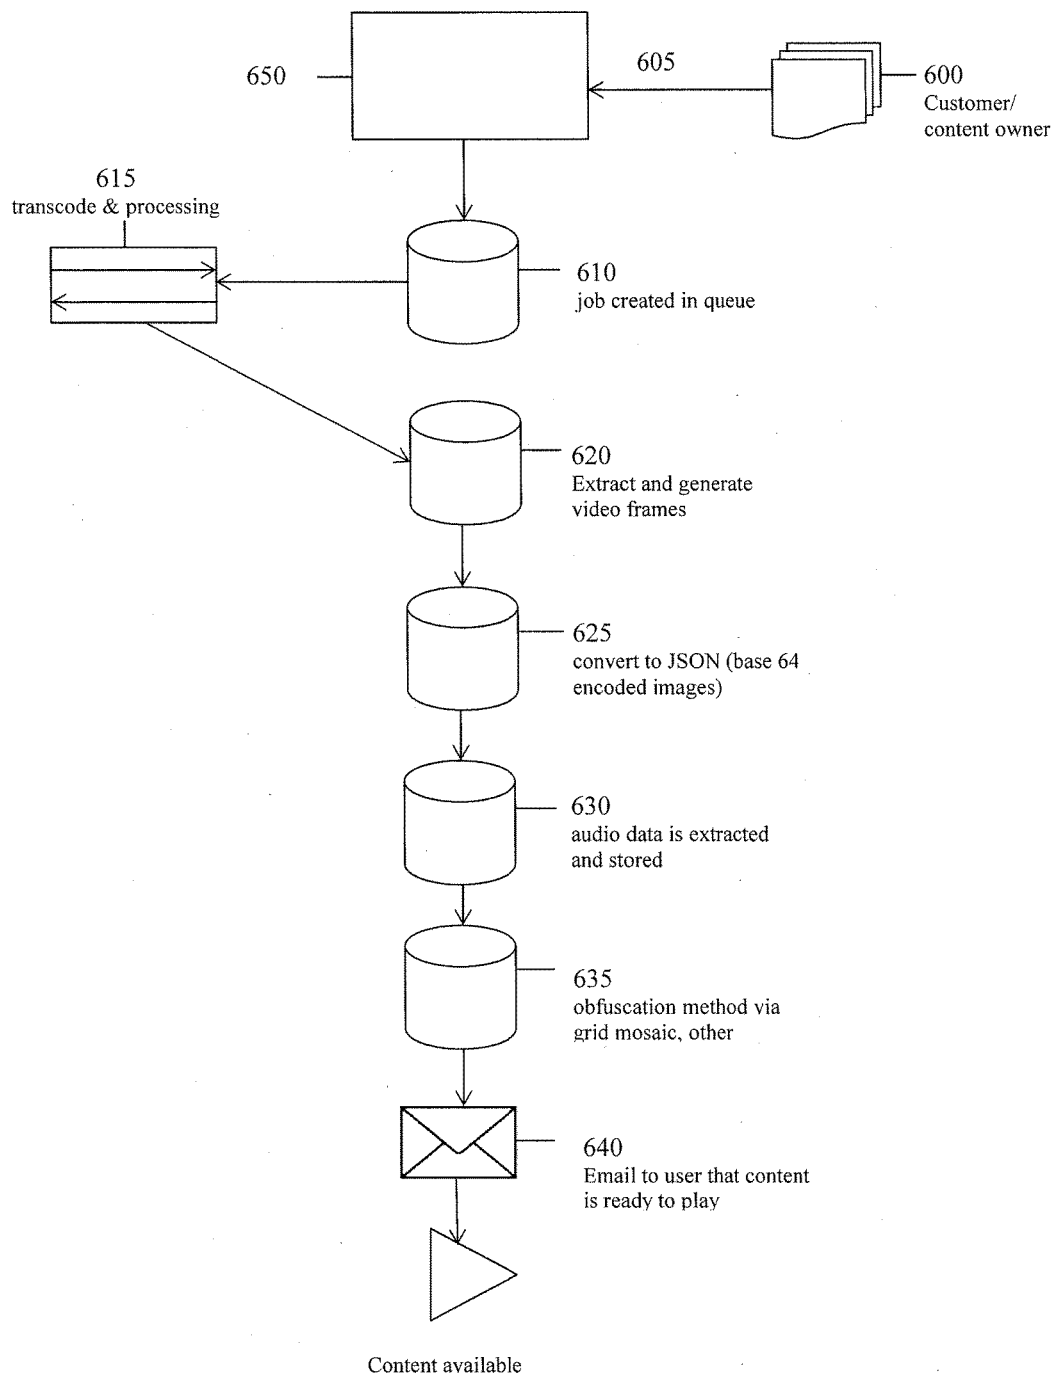 650
605
600
Customer/
content owner
615
transcode & processing
610
job created in queue
620
Extract and generate
video frames
625
convert to JSON (base 64
encoded images)
630
audio data is extracted
and stored
635
obfuscation method via
grid mosaic, other
640
Email to user that content
is ready to play
Content available